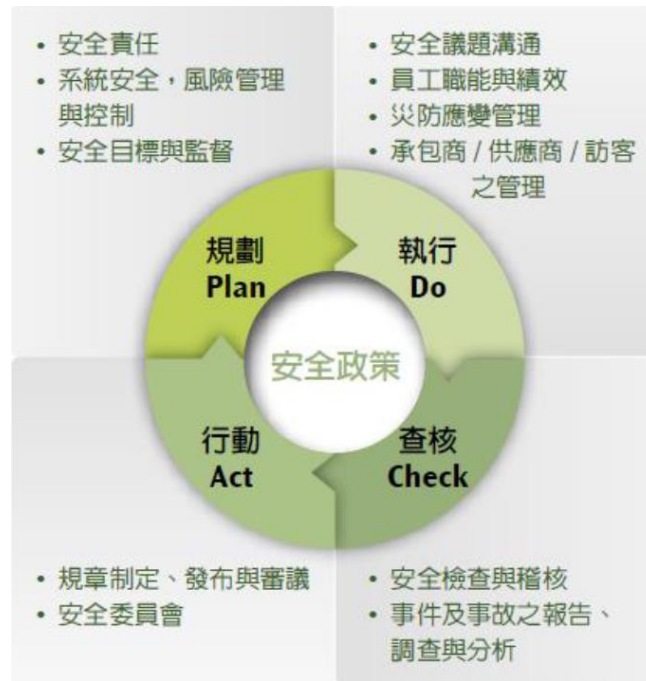 • 安全責任
• 系統安全，風險管理
與控制
• 安全目標與監督
• 安全議題溝通
• 員工職能與績效
• 災防應變管理
• 承包商 / 供應商 / 訪客
之管理
規劃
Plan
執行
Do
安全政策
行動
Act
查核
Check
• 規章制定、發布與審議
• 安全委員會
• 安全檢查與稽核
• 事件及事故之報告、
調查與分析